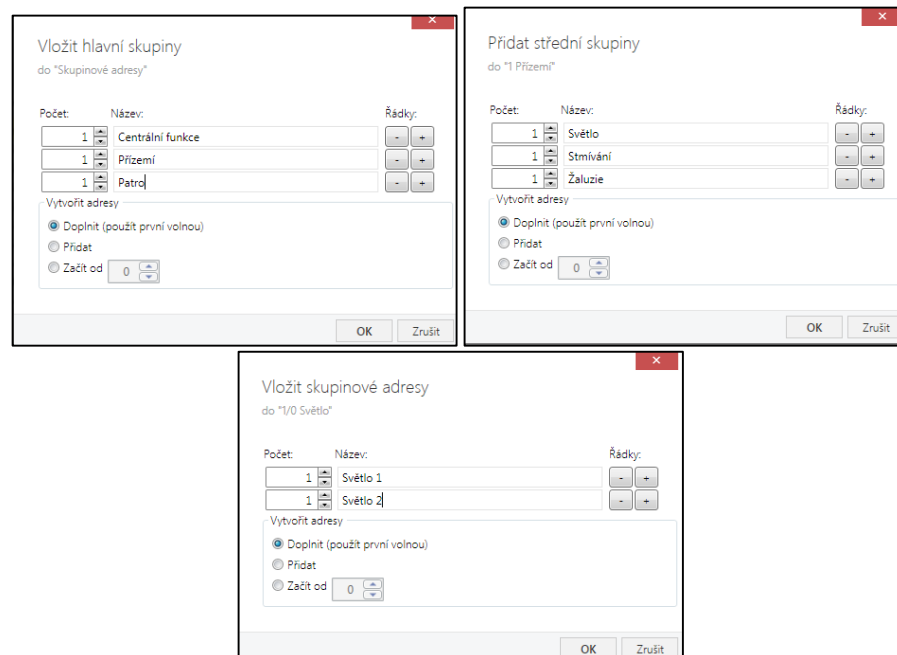 Vložit hlavní skupiny
do "Skupinové adresy"
Počet: Název: Řádky:
1 Centrální funkce - +
1 Přízemí - +
1 Patro - +
Vytvořit adresy
Doplnit (použít první volnou)
Přidat
Začít od 0
OK Zrušit
Přidat střední skupiny
do "1 Přízemí"
Počet: Název: Řádky:
1 Světlo - +
1 Stmívání - +
1 Žaluzie - +
Vytvořit adresy
Doplnit (použít první volnou)
Přidat
Začít od 0
OK Zrušit
Vložit skupinové adresy
do "1/0 Světlo"
Počet: Název: Řádky:
1 Světlo 1 - +
1 Světlo 2 - +
Vytvořit adresy
Doplnit (použít první volnou)
Přidat
Začít od 0
OK Zrušit